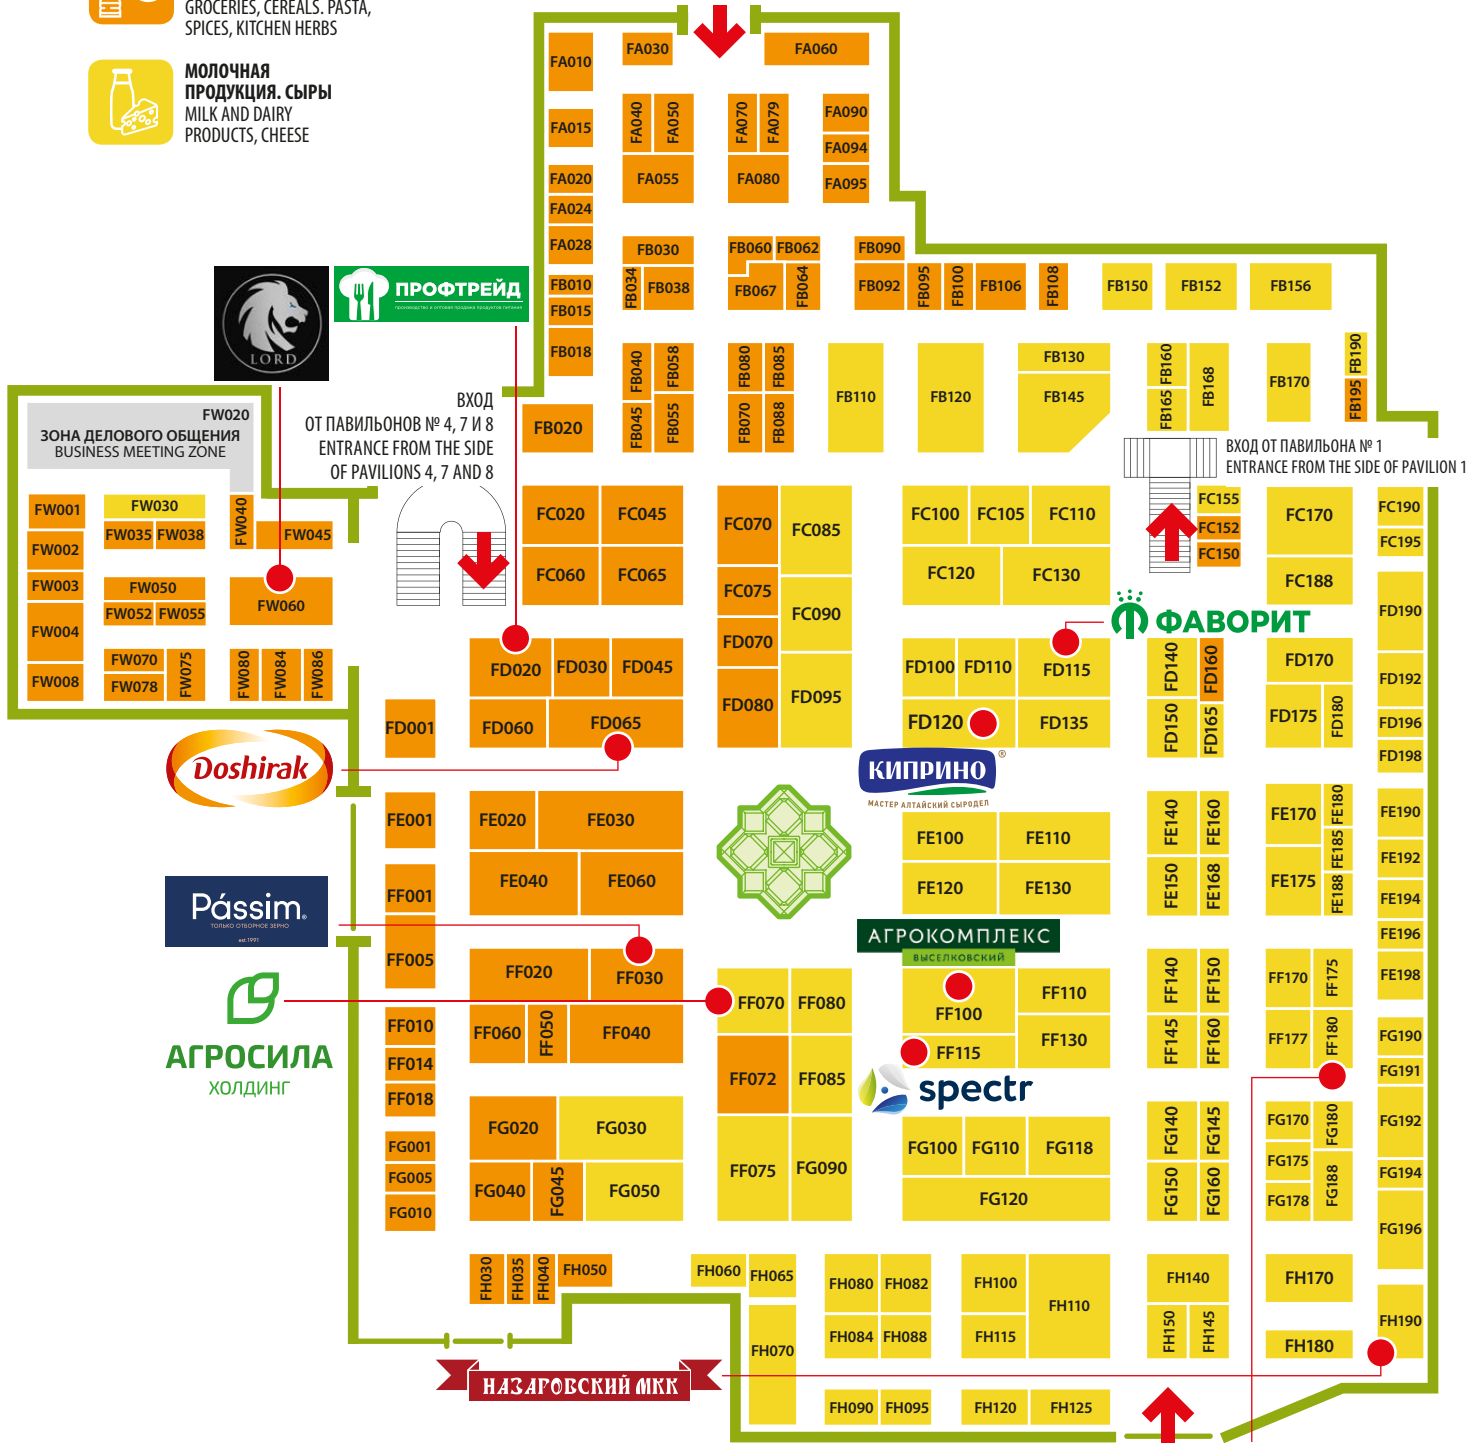 GROCERIES, CEREALS. PASTA,
SPICES, KITCHEN HERBS
МОЛОЧНАЯ
ПРОДУКЦИЯ. СЫРЫ
MILK AND DAIRY
PRODUCTS, CHEESE
FA010
FA030
FA060
FA015
FA040
FA050
FA070
FA079
FA090
FA094
FA020
FA055
FA080
FA095
FA024
FA028
FB030
FB060
FB062
FB090
FB010
FB034
FB038
FB067
FB064
FB092
FB095
FB100
FB106
FB108
FB150
FB152
FB156
FB015
FB018
LORD
ПРОФТРЕЙД
производство и оптовая продажа продуктов питания
FB040
FB058
FB080
FB085
FB110
FB120
FB130
FB145
FB160
FB165
FB168
FB170
FB190
FB195
FB020
FB045
FB055
FB070
FB088
ВХОД
ОТ ПАВИЛЬОНОВ № 4, 7 И 8
ENTRANCE FROM THE SIDE
OF PAVILIONS 4, 7 AND 8
ВХОД ОТ ПАВИЛЬОНА № 1
ENTRANCE FROM THE SIDE OF PAVILION 1
FW020
ЗОНА ДЕЛОВОГО ОБЩЕНИЯ
BUSINESS MEETING ZONE
FW001
FW030
FW040
FW045
FW002
FW035
FW038
FW003
FW050
FW060
FW004
FW052
FW055
FW008
FW070
FW075
FW080
FW084
FW086
FW078
FC020
FC045
FC070
FC085
FC100
FC105
FC110
FC155
FC152
FC150
FC170
FC190
FC195
FC060
FC065
FC075
FC090
FC120
FC130
FC188
FD190
ФАВОРИТ
FD020
FD030
FD045
FD070
FD100
FD110
FD115
FD140
FD160
FD170
FD192
FD001
FD060
FD065
FD080
FD095
FD120
FD135
FD150
FD165
FD175
FD180
FD196
FD198
Doshirak
КИПРИНО
®
МАСТЕР АЛТАЙСКИЙ СЫРОДЕЛ
FE001
FE020
FE030
FE100
FE110
FE140
FE160
FE170
FE180
FE185
FE190
FE192
FE040
FE060
FE120
FE130
FE150
FE168
FE175
FE188
FE194
FE196
FE198
Pássim®
ТОЛЬКО ОТБОРНОЕ ЗЕРНО
est.1991
АГРОКОМПЛЕКС
ВЫСЕЛКОВСКИЙ
FF001
FF005
FF020
FF030
FF070
FF080
FF100
FF110
FF140
FF150
FF170
FF175
FF010
FF060
FF050
FF040
FF115
FF130
FF145
FF160
FF177
FF180
FG190
АГРОСИЛА
ХОЛДИНГ
FF014
FF018
FF072
FF085
spectr
FG191
FG001
FG020
FG030
FF075
FG090
FG100
FG110
FG118
FG140
FG145
FG170
FG180
FG192
FG005
FG010
FG040
FG045
FG050
FG120
FG150
FG160
FG175
FG178
FG188
FG194
FG196
FH030
FH035
FH040
FH050
FH060
FH065
FH080
FH082
FH100
FH110
FH140
FH170
FH190
FH070
FH084
FH088
FH115
FH150
FH145
FH180
НАЗАРОВСКИЙ МКК
FH090
FH095
FH120
FH125